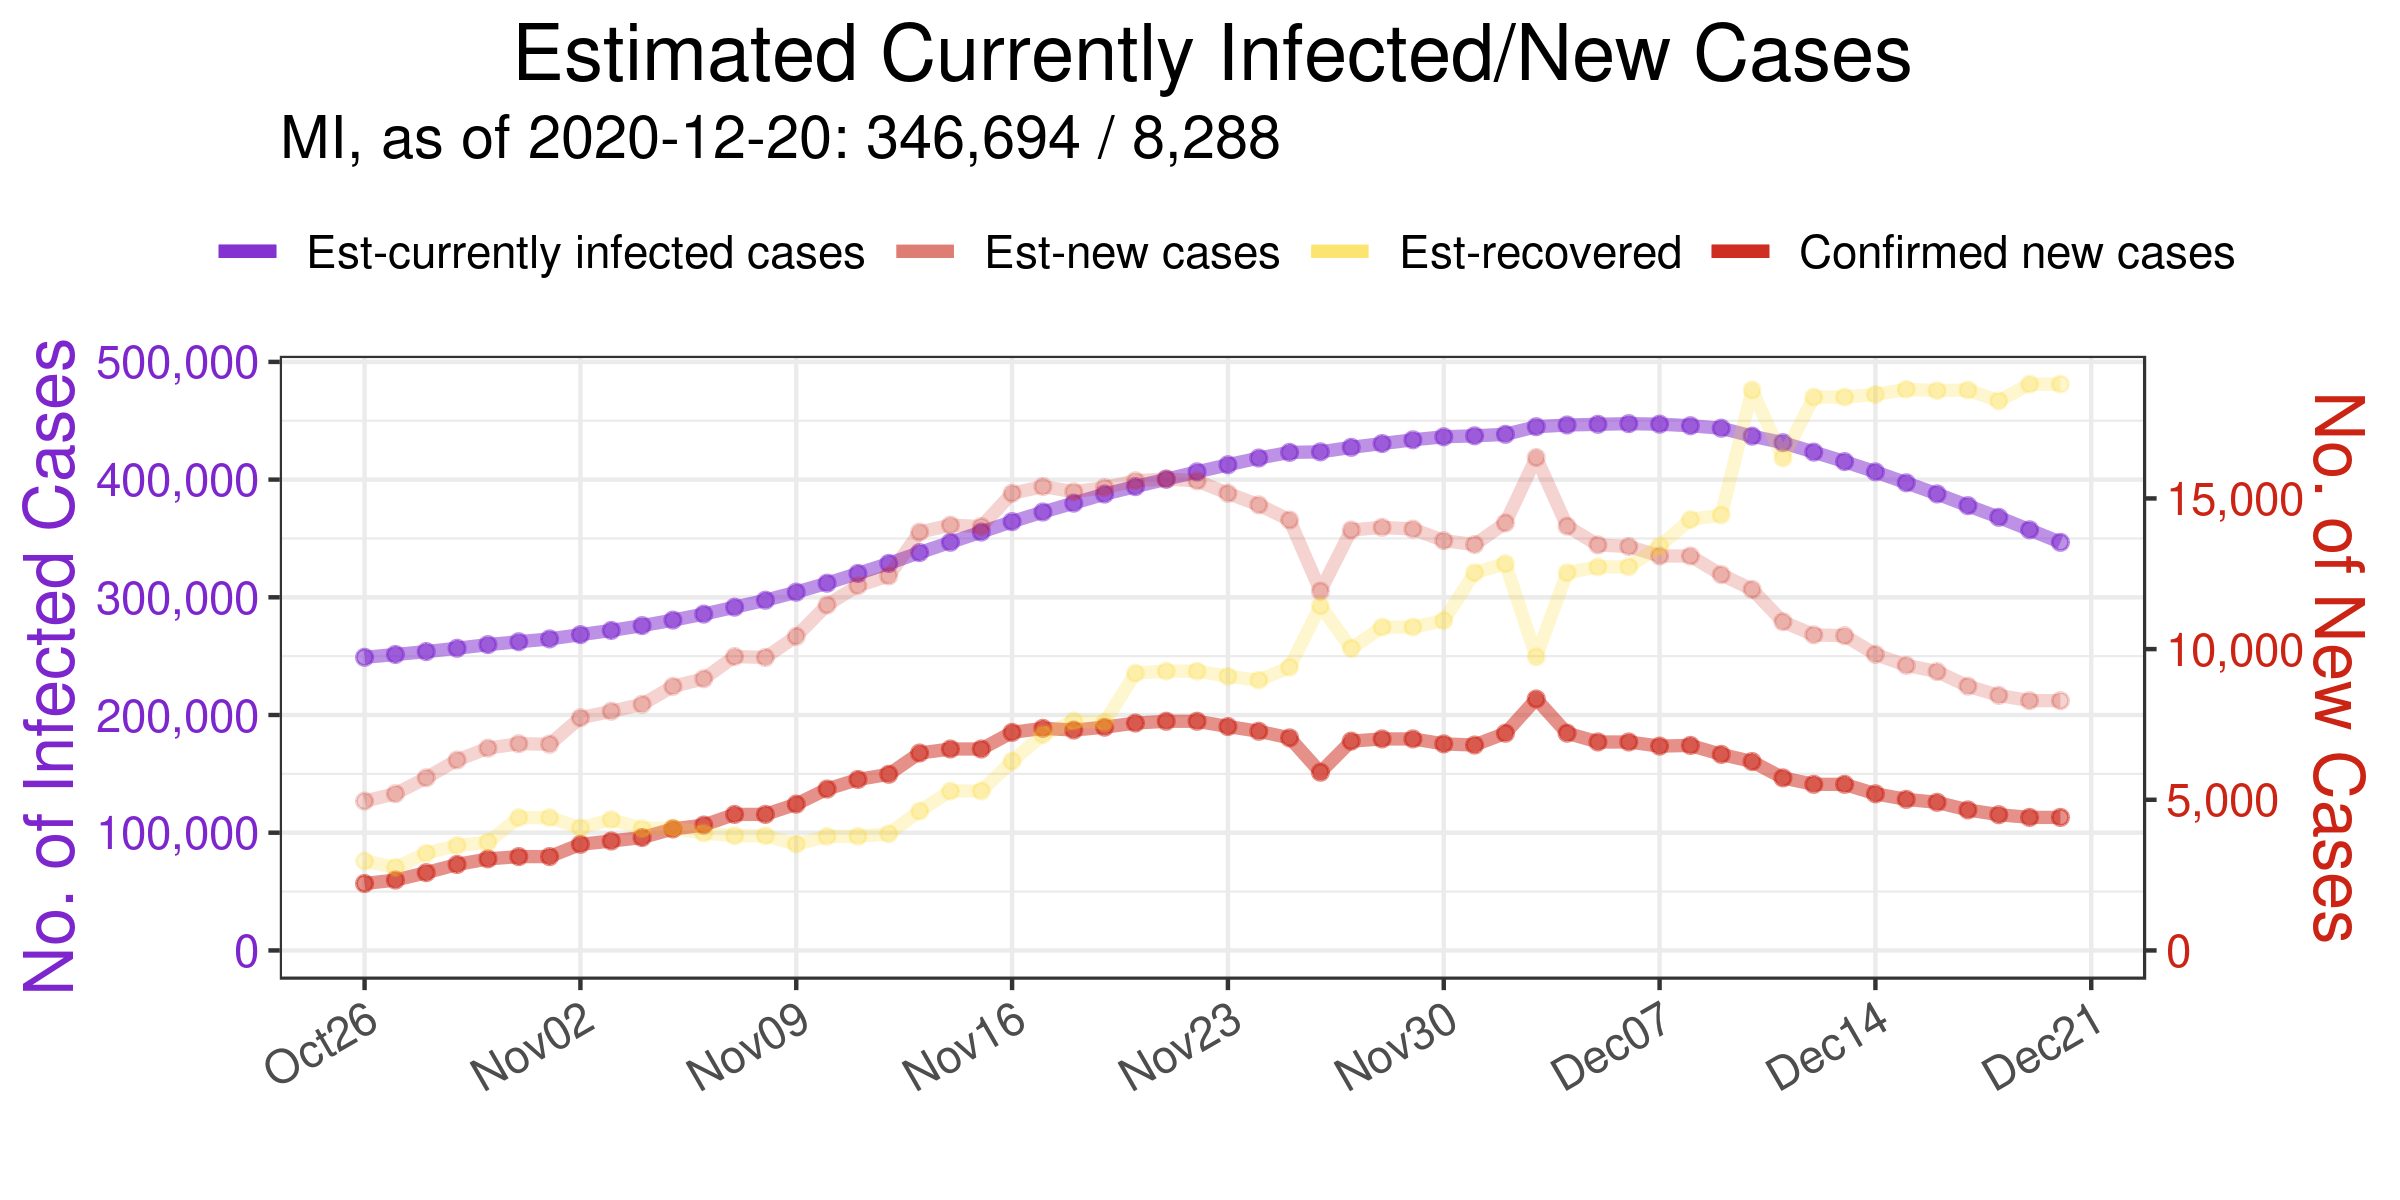 Estimated Currently Infected/New Cases
MI, as of 2020-12-20: 346,694 / 8,288
Est-currently infected cases Est-new cases Est-recovered Confirmed new cases
No. of Infected Cases
500,000
400,000
300,000
200,000
100,000
0
15,000
10,000
5,000
0
No. of New Cases
Oct26 Nov02 Nov09 Nov16 Nov23 Nov30 Dec07 Dec14 Dec21